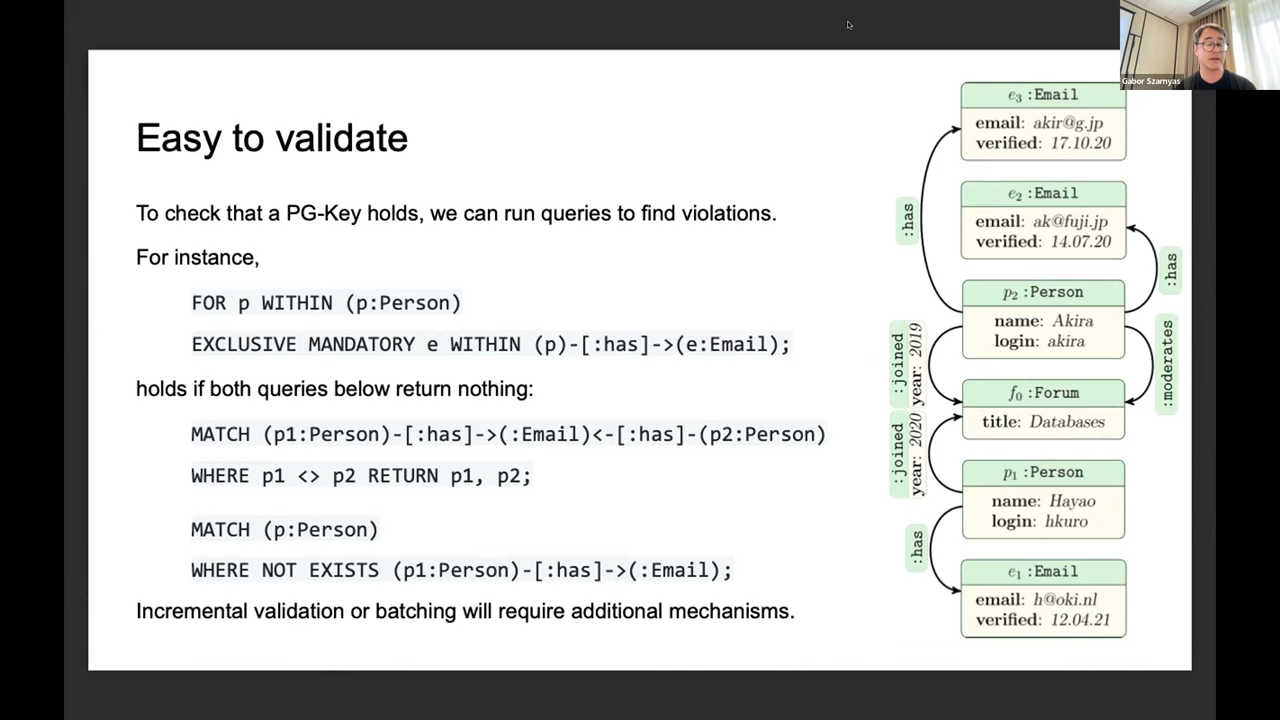 Gabor Szarnyas
Easy to validate
To check that a PG-Key holds, we can run queries to find violations.
For instance,
FOR p WITHIN (p:Person)
EXCLUSIVE MANDATORY e WITHIN (p)-[:has]->(e:Email);
holds if both queries below return nothing:
MATCH (p1:Person)-[:has]->(:Email)<-[:has]-(p2:Person)
WHERE p1 <> p2 RETURN p1, p2;
MATCH (p:Person)
WHERE NOT EXISTS (p1:Person)-[:has]->(:Email);
Incremental validation or batching will require additional mechanisms.
e3 :Email
email: akir@g.jp
verified: 17.10.20
:has
e2 :Email
email: ak@fuji.jp
verified: 14.07.20
:has
p2 :Person
name: Akira
login: akira
:joined
year: 2019
:moderates
f0 :Forum
title: Databases
:joined
year: 2020
p1 :Person
name: Hayao
login: hkuro
:has
e1 :Email
email: h@oki.nl
verified: 12.04.21